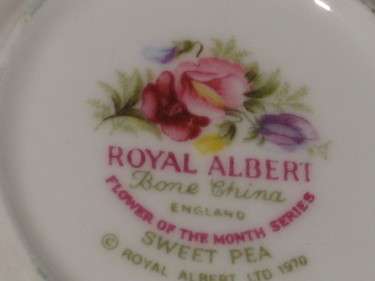 ROYAL ALBERT
Bone China
ENGLAND
FLOWER OF THE MONTH SERIES
SWEET PEA
© ROYAL ALBERT LTD 1970